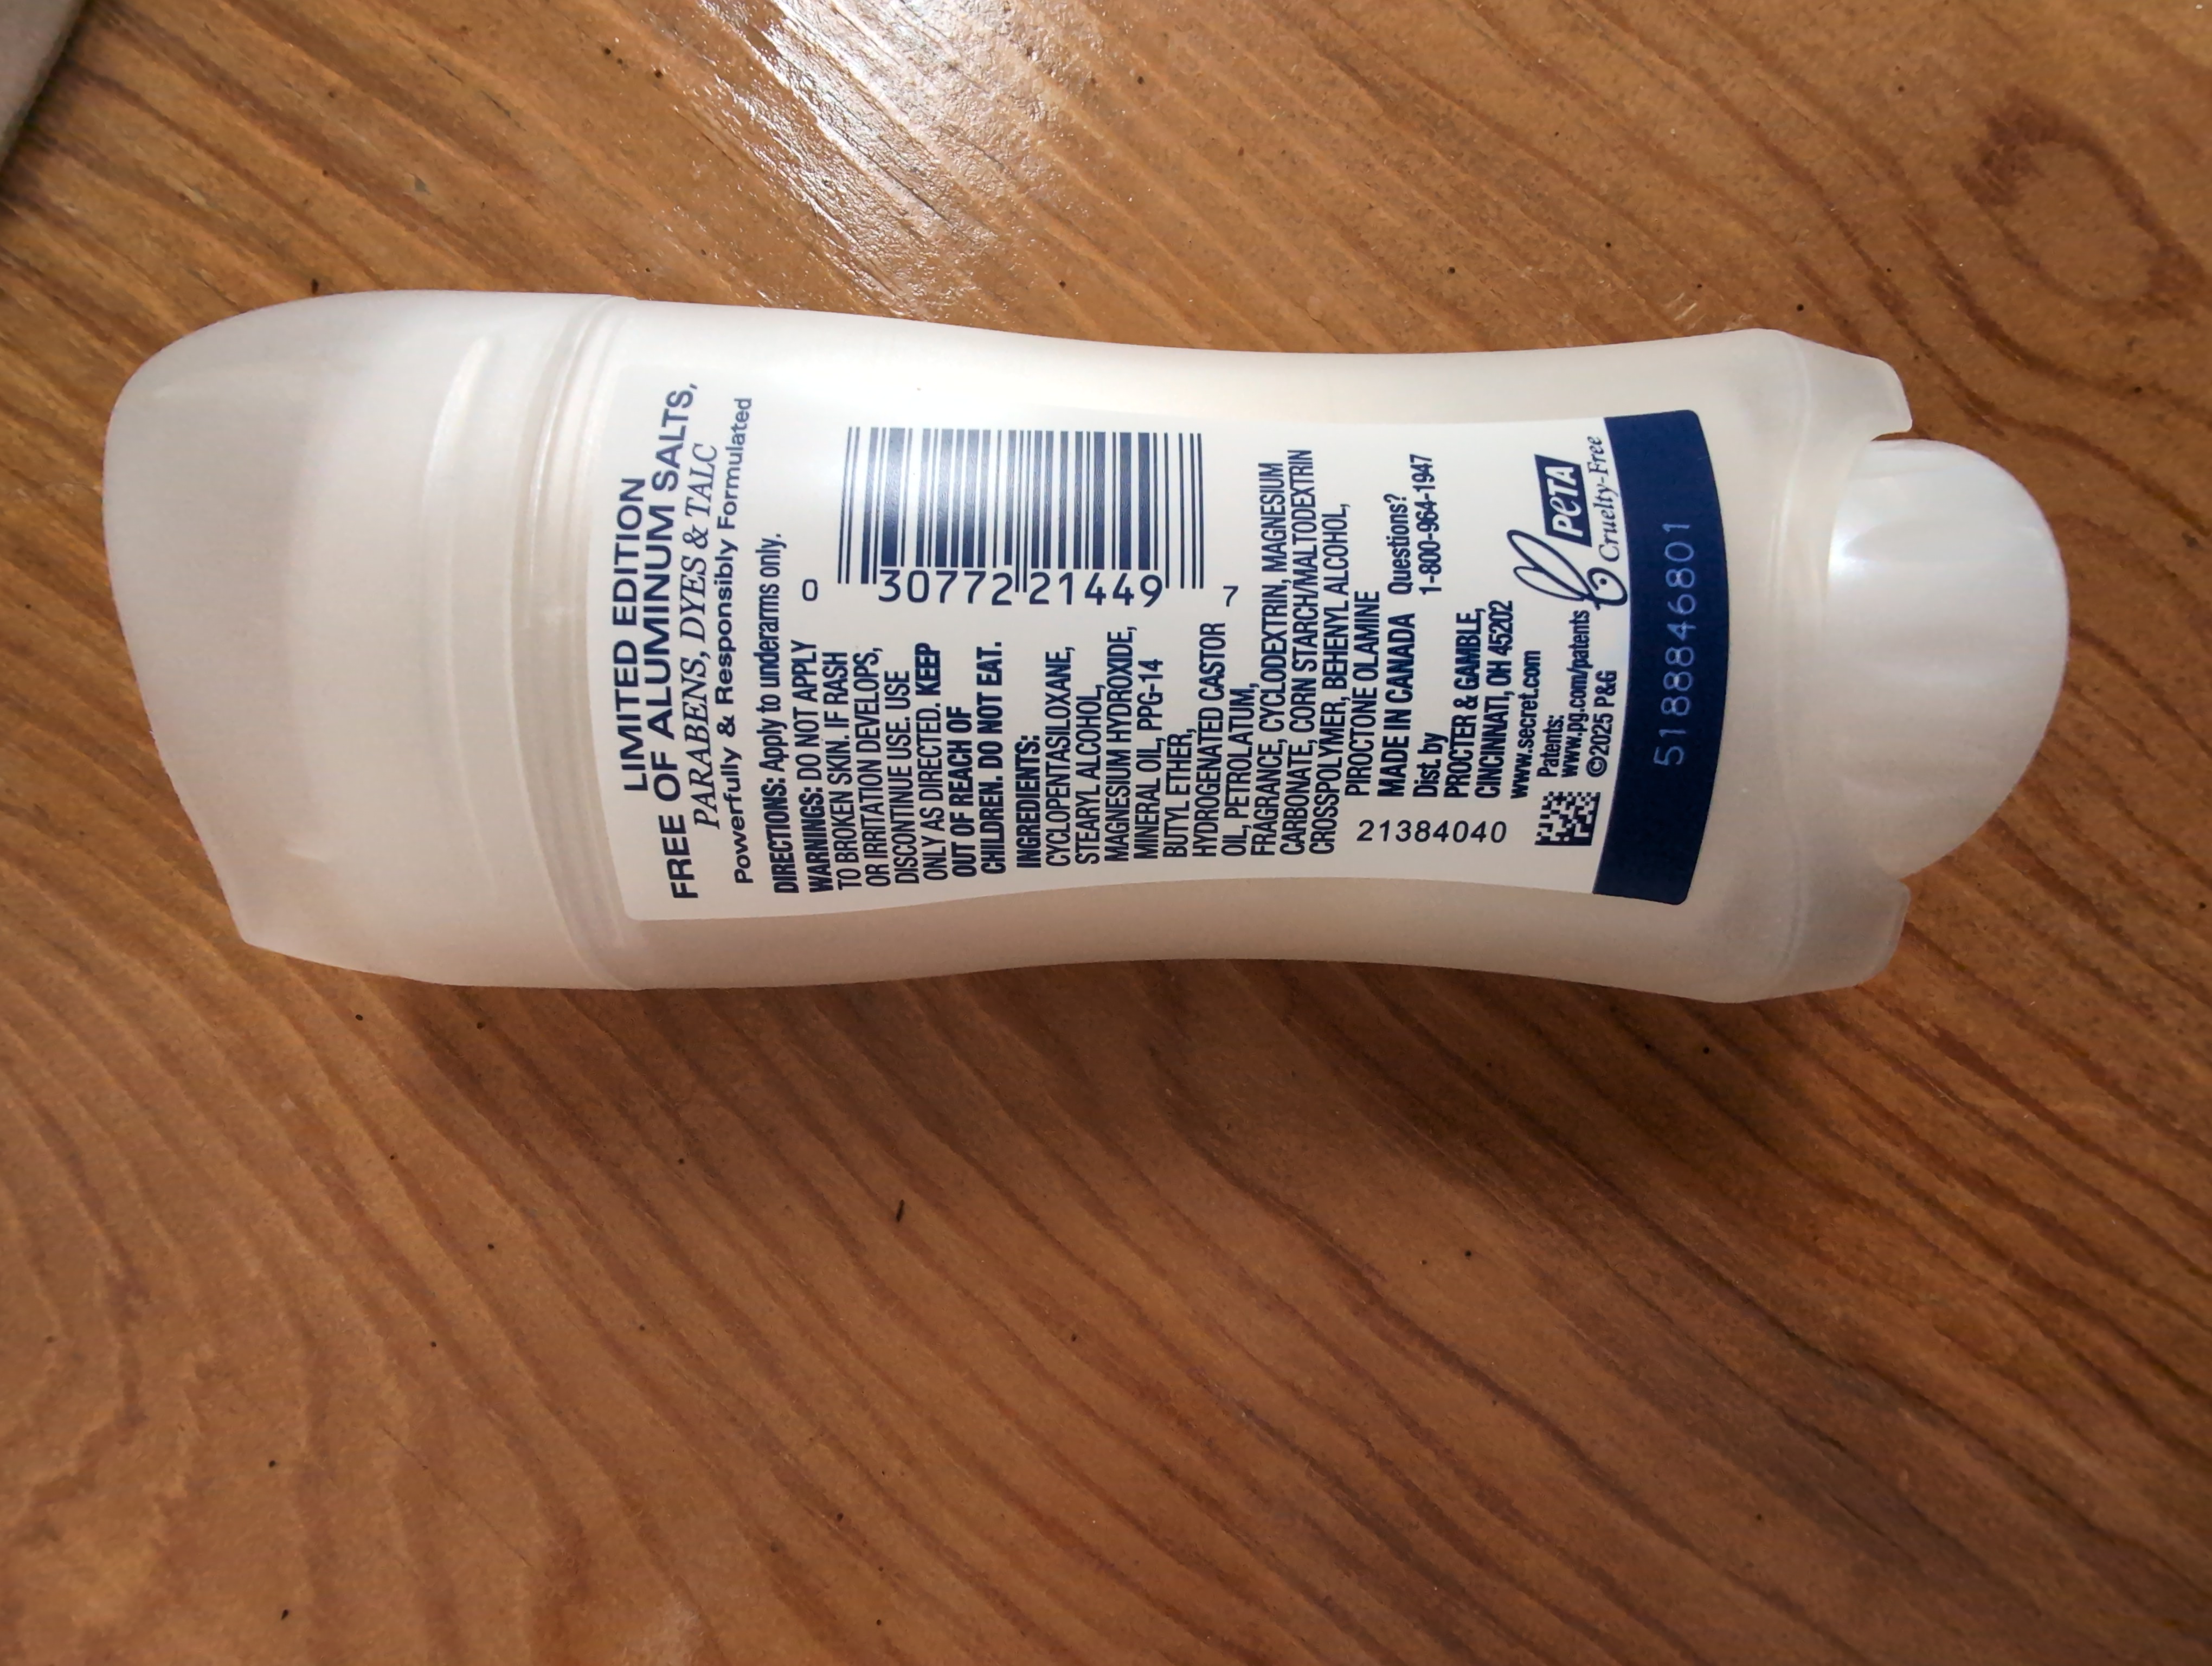 LIMITED EDITION
FREE OF ALUMINUM SALTS,
PARABENS, DYES & TALC
Powerfully & Responsibly Formulated
DIRECTIONS: Apply to underarms only.
WARNINGS: DO NOT APPLY
TO BROKEN SKIN. IF RASH
OR IRRITATION DEVELOPS,
DISCONTINUE USE. USE
ONLY AS DIRECTED. KEEP
OUT OF REACH OF
CHILDREN. DO NOT EAT.
0 30772 21449 7
INGREDIENTS:
CYCLOPENTASILOXANE,
STEARYL ALCOHOL,
MAGNESIUM HYDROXIDE,
MINERAL OIL, PPG-14
BUTYL ETHER,
HYDROGENATED CASTOR
OIL, PETROLATUM,
FRAGRANCE, CYCLODEXTRIN, MAGNESIUM
CARBONATE, CORN STARCH/MALTODEXTRIN
CROSSPOLYMER, BEHENYL ALCOHOL,
PIROCTONE OLAMINE
MADE IN CANADA
Dist. by
PROCTER & GAMBLE,
CINCINNATI, OH 45202
www.secret.com
Questions?
1-800-964-1947
21384040
Patents:
www.pg.com/patents
©2025 P&G
PETA
Cruelty-Free
5188846801